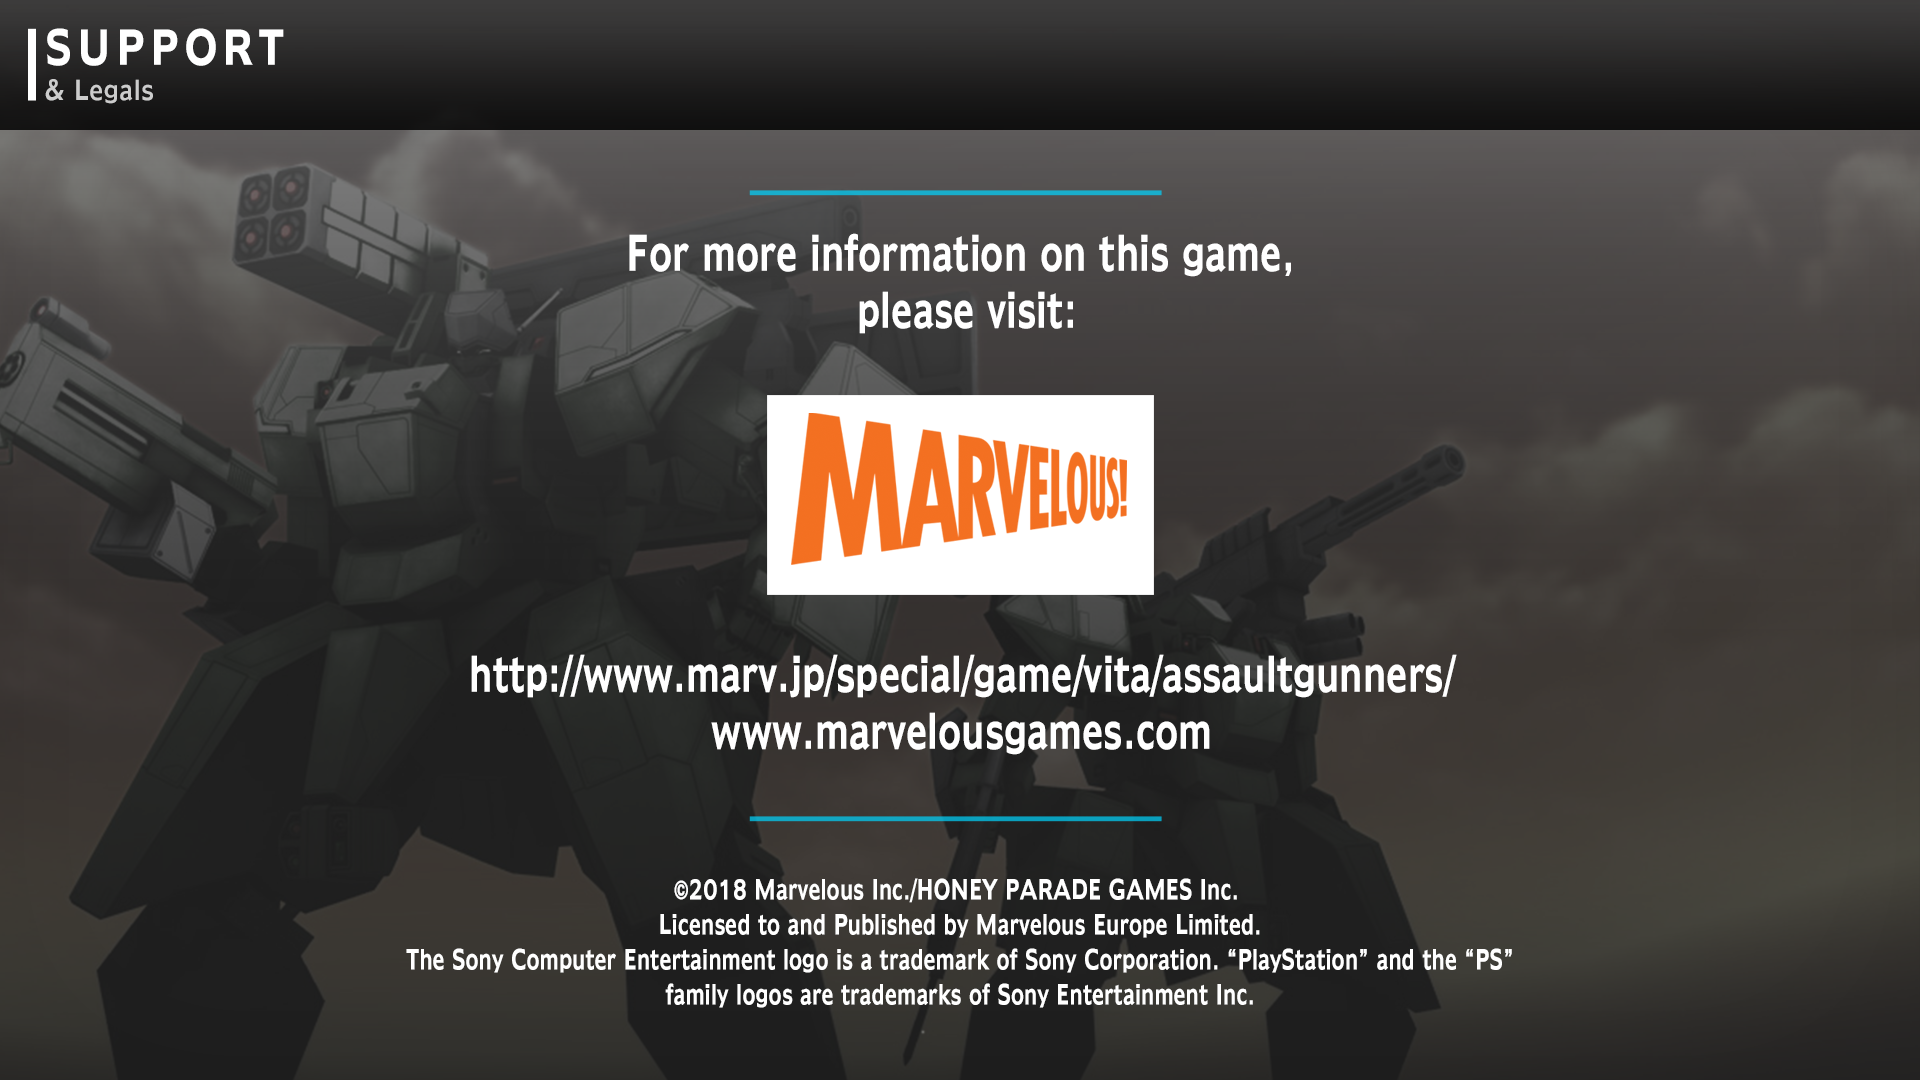 SUPPORT
& Legals
For more information on this game,
please visit:
MARVELOUS!
http://www.marv.jp/special/game/vita/assaultgunners/
www.marvelousgames.com
©2018 Marvelous Inc./HONEY PARADE GAMES Inc.
Licensed to and Published by Marvelous Europe Limited.
The Sony Computer Entertainment logo is a trademark of Sony Corporation. “PlayStation” and the “PS”
family logos are trademarks of Sony Entertainment Inc.